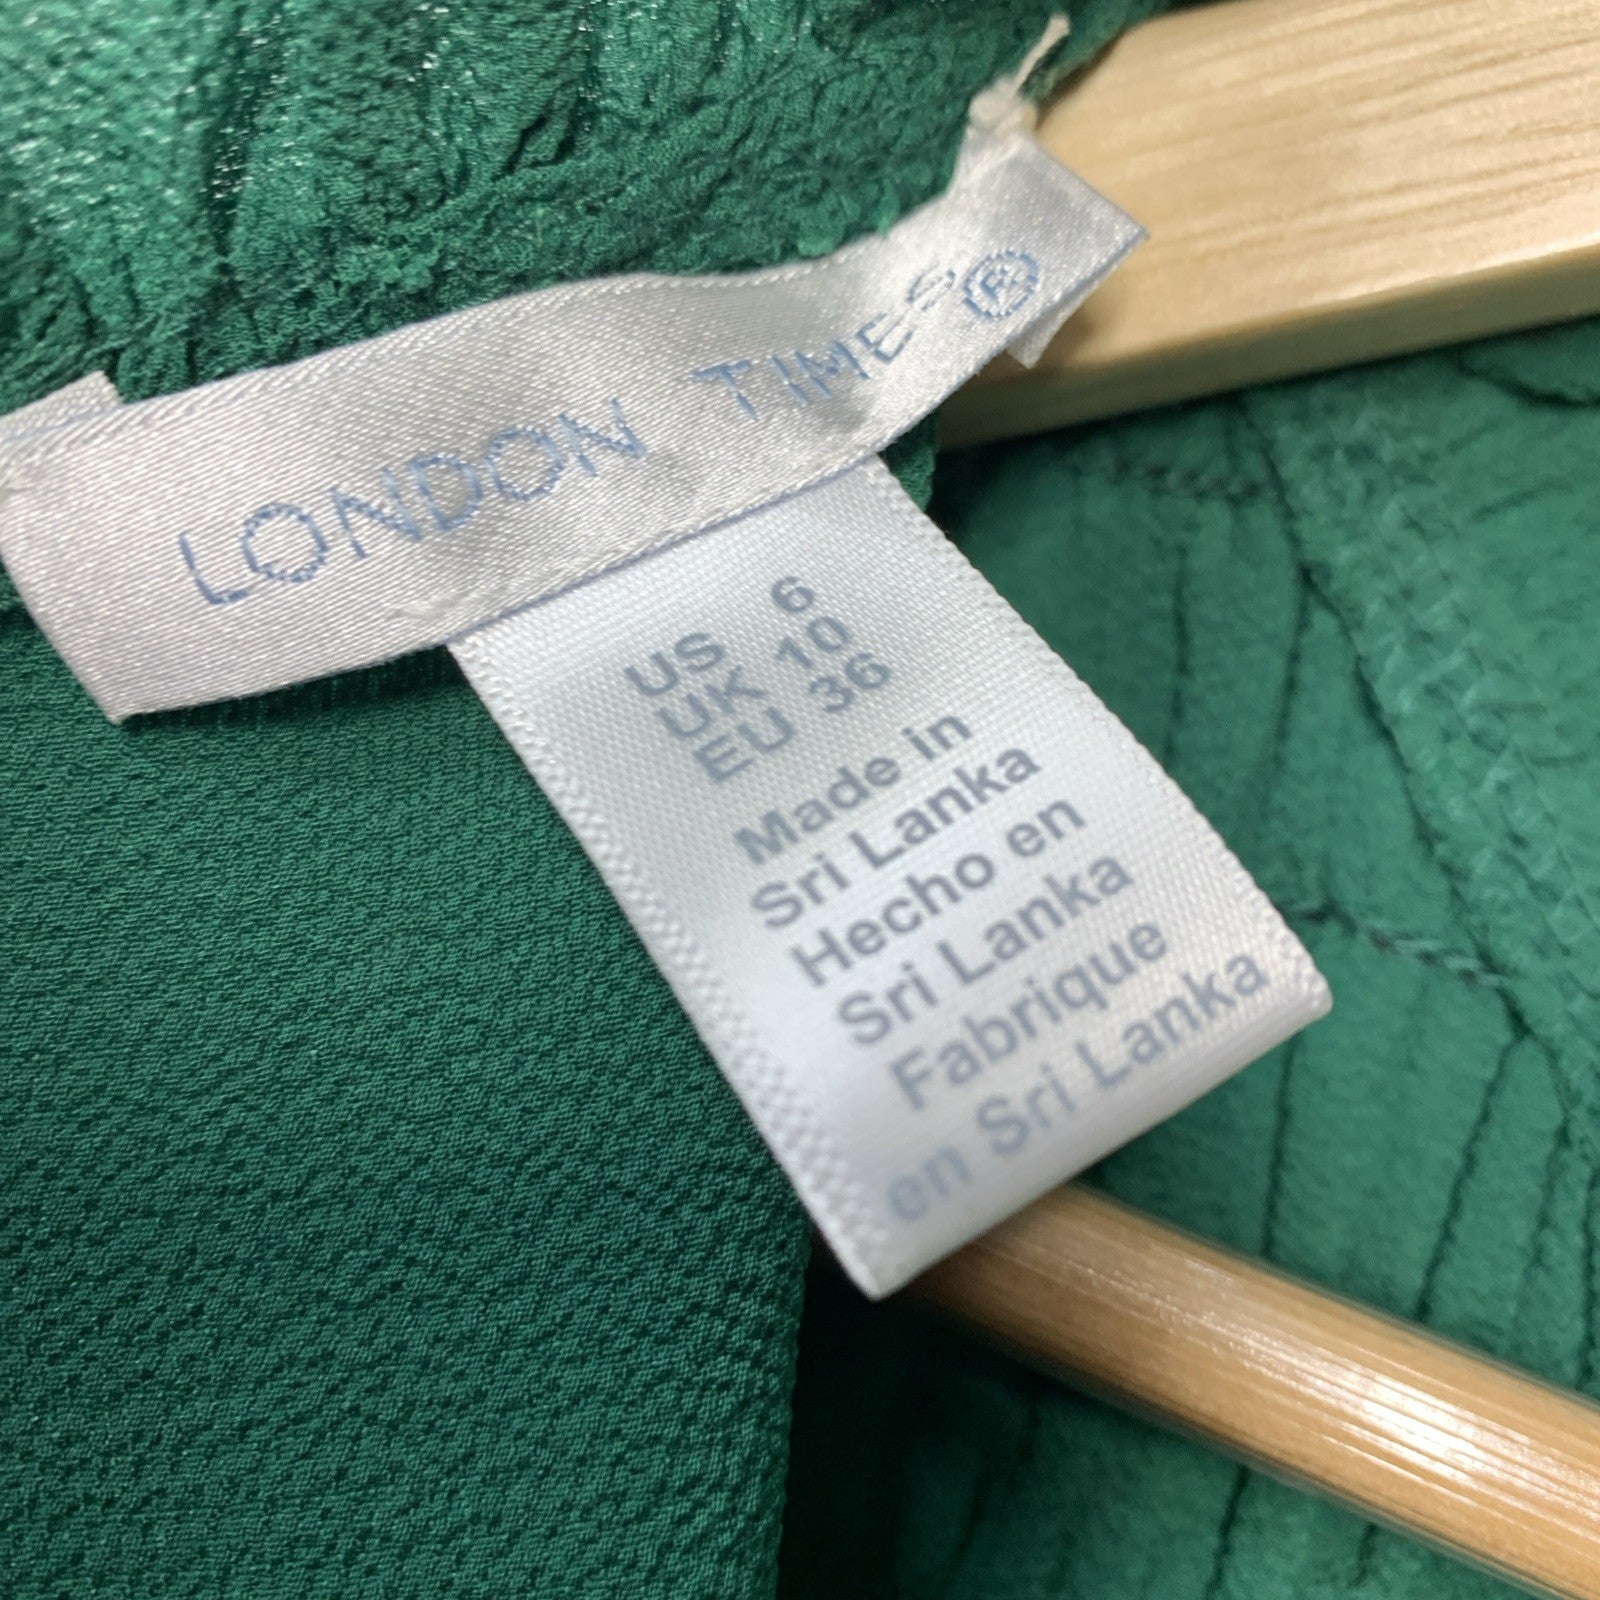 LONDON TIMES®
US 6
UK 10
EU 36
Made in
Sri Lanka
Hecho en
Sri Lanka
Fabrique
en Sri Lanka